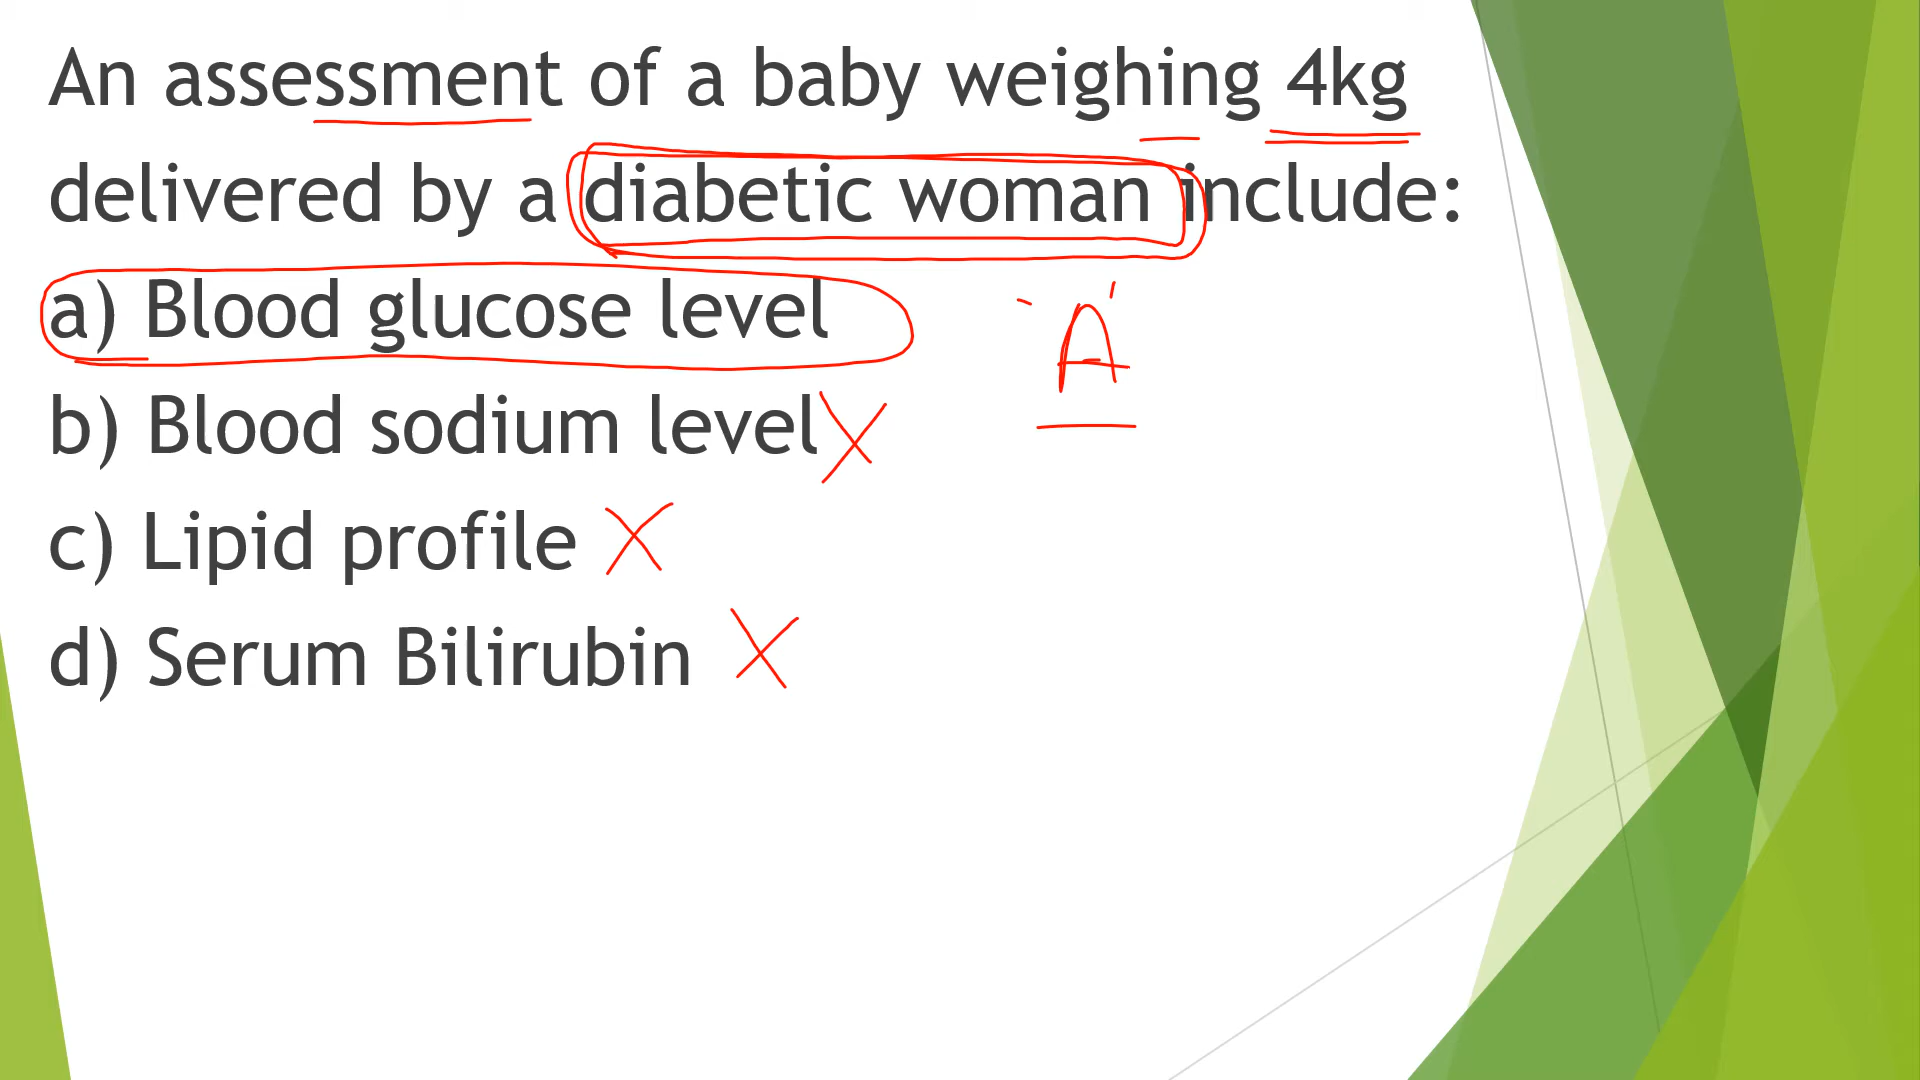 An assessment of a baby weighing 4kg
delivered by a diabetic woman include:
a) Blood glucose level
A
b) Blood sodium level
c) Lipid profile
d) Serum Bilirubin